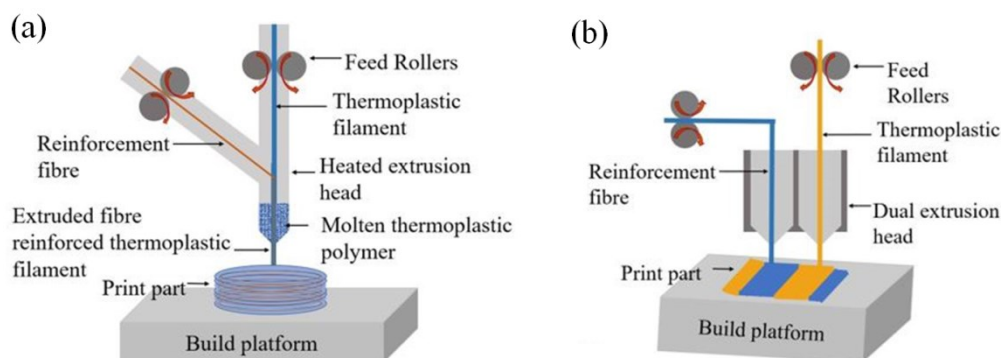 (a)
Feed Rollers
Thermoplastic
filament
Reinforcement
fibre
Heated extrusion
head
Extruded fibre
reinforced thermoplastic
filament
Molten thermoplastic
polymer
Print part
Build platform
(b)
Feed
Rollers
Thermoplastic
filament
Reinforcement
fibre
Dual extrusion
head
Print part
Build platform